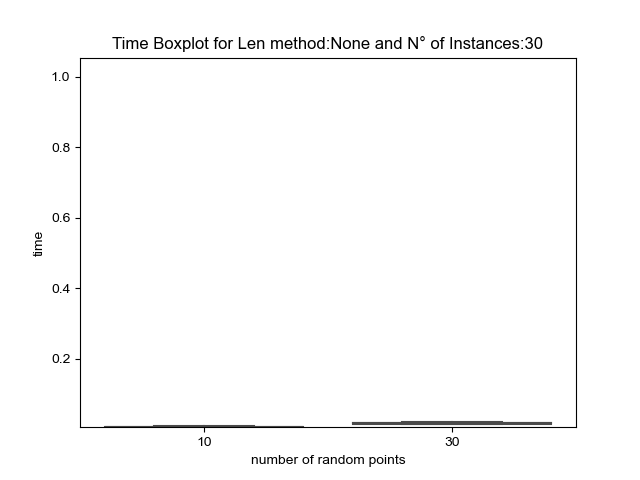 Time Boxplot for Len method:None and N° of Instances:30
1.0
0.8
0.6
0.4
0.2
time
10
30
number of random points